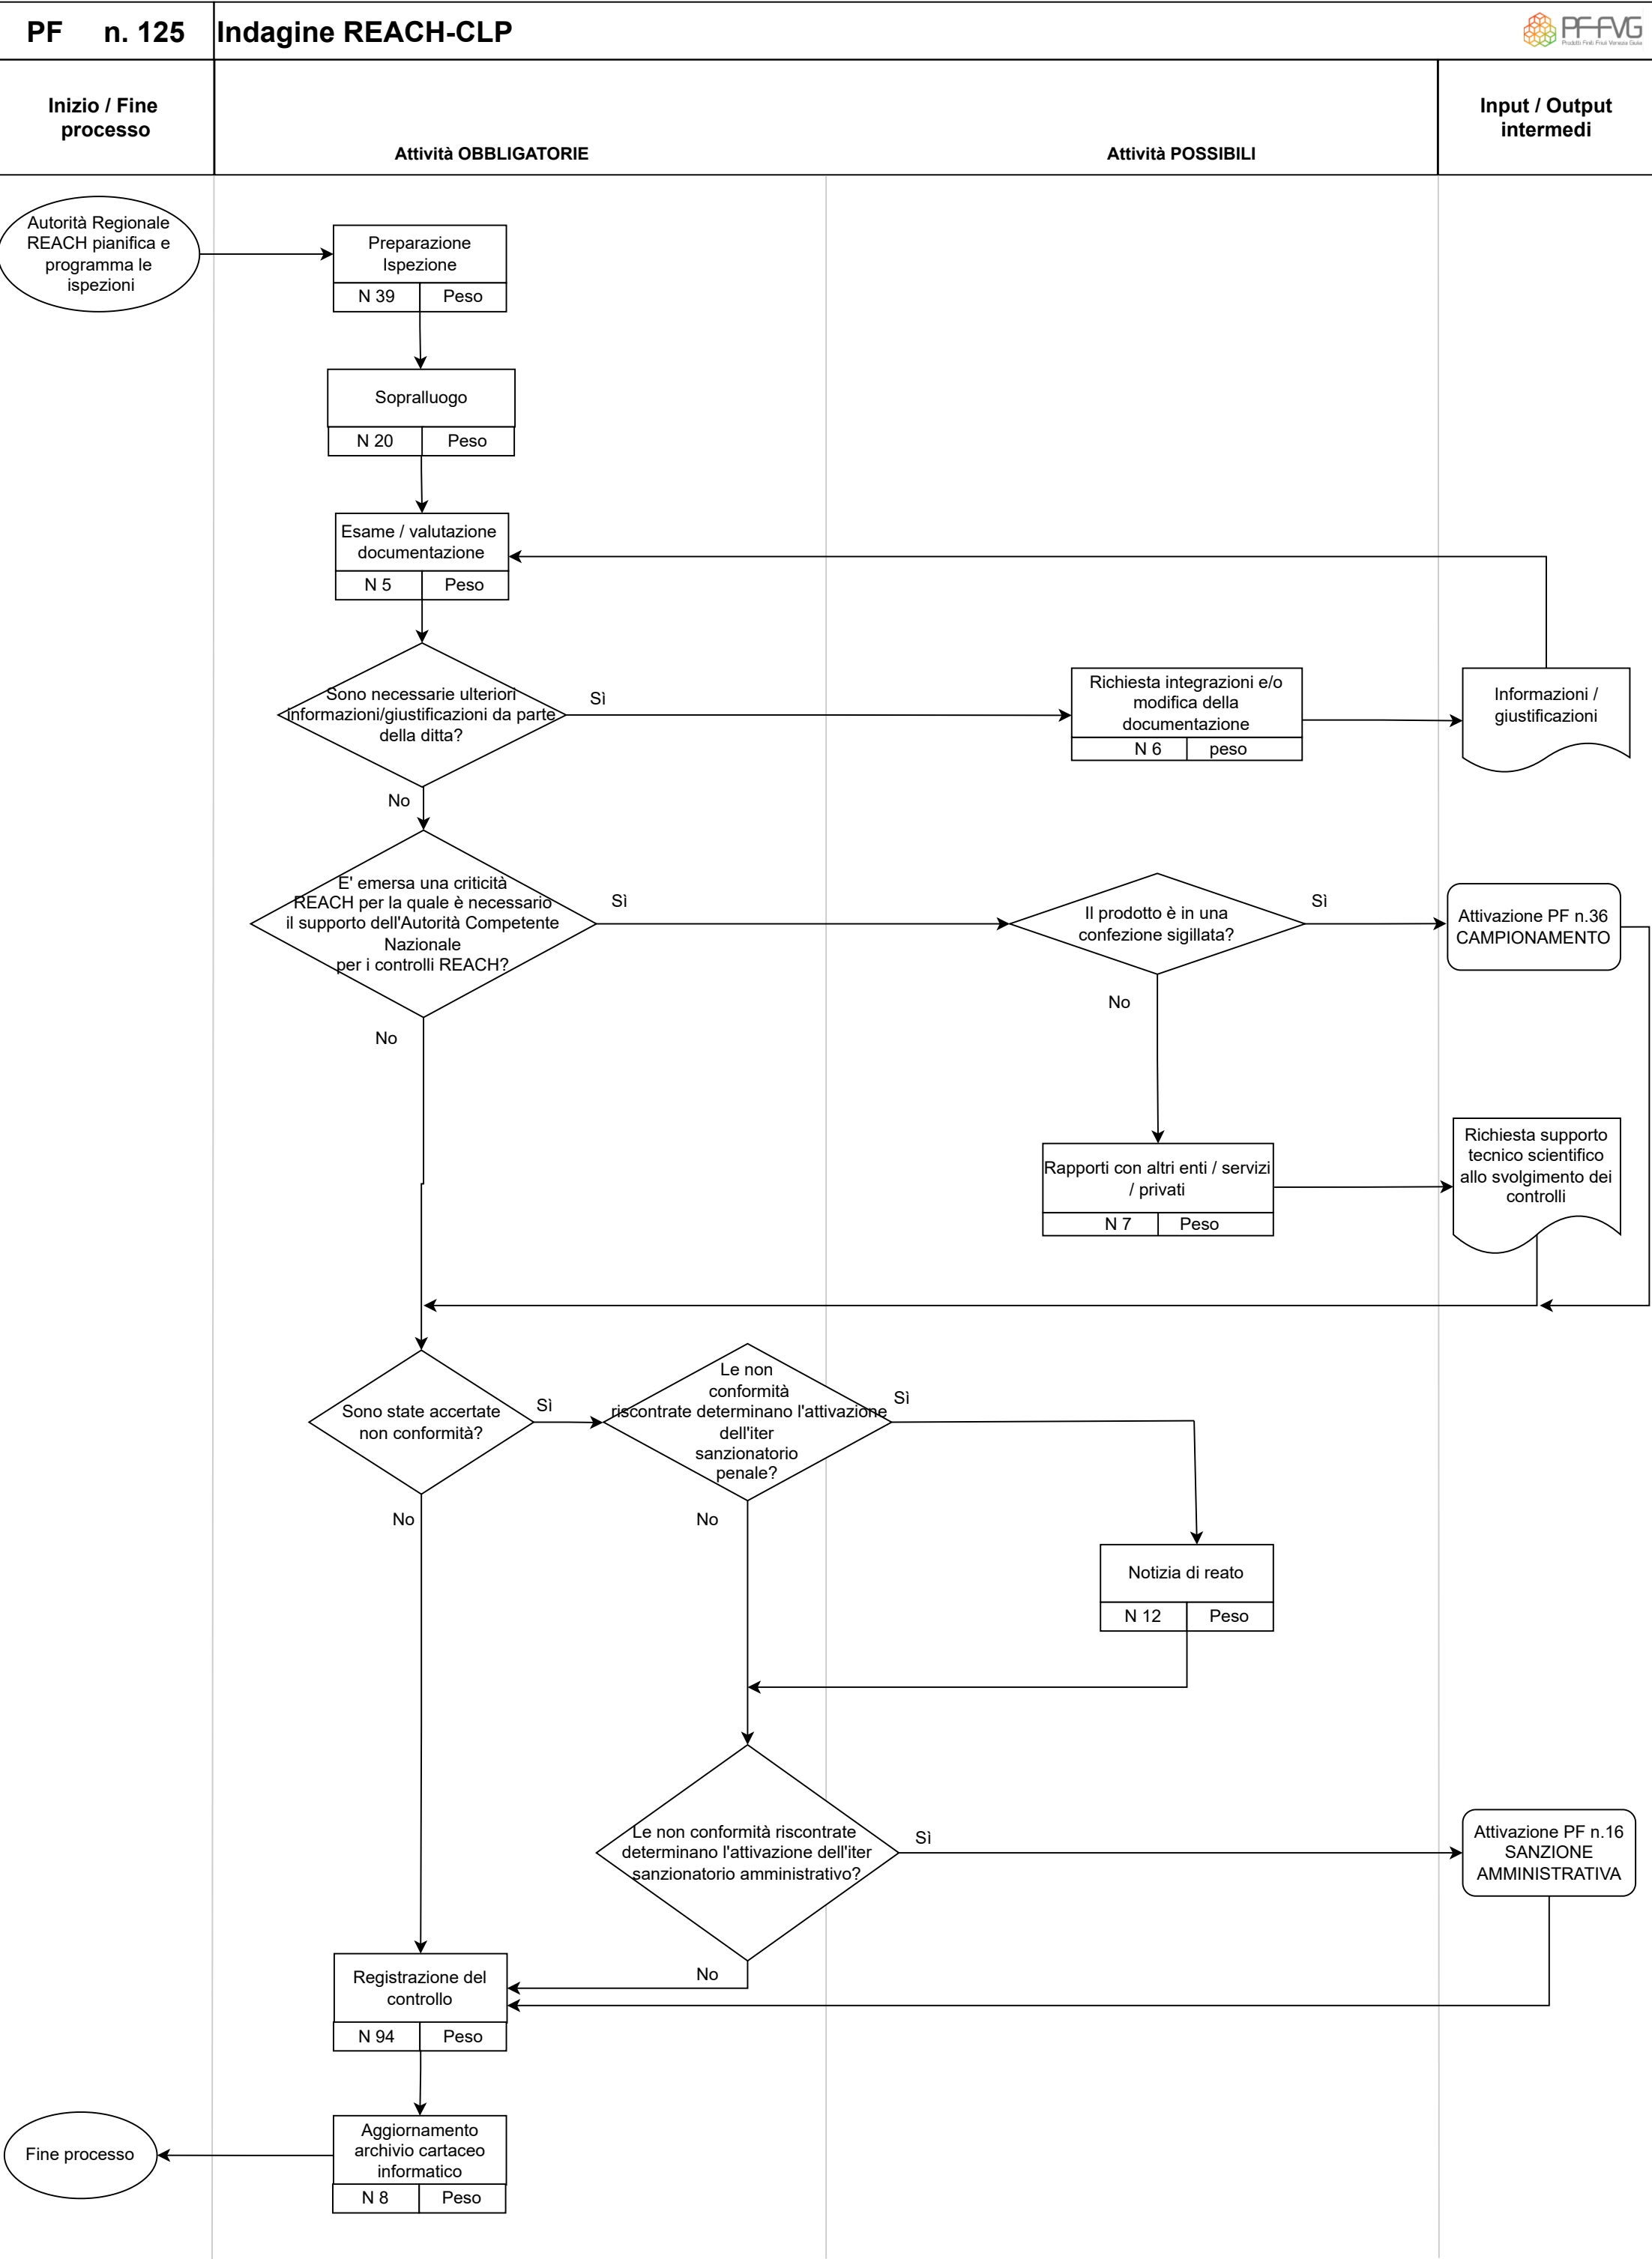 PF n. 125 Indagine REACH-CLP
PF-FVG
Prodotti Finiti Friuli Venezia Giulia
Inizio / Fine
processo
Attività OBBLIGATORIE
Attività POSSIBILI
Input / Output
intermedi
Autorità Regionale
REACH pianifica e
programma le
ispezioni
Preparazione
Ispezione
N 39 Peso
Sopralluogo
N 20 Peso
Esame / valutazione
documentazione
N 5 Peso
Sono necessarie ulteriori
informazioni/giustificazioni da parte
della ditta?
Sì
Richiesta integrazioni e/o
modifica della
documentazione
N 6 peso
Informazioni /
giustificazioni
No
E' emersa una criticità
REACH per la quale è necessario
il supporto dell'Autorità Competente
Nazionale
per i controlli REACH?
Sì
Il prodotto è in una
confezione sigillata?
Sì
Attivazione PF n.36
CAMPIONAMENTO
No
No
Rapporti con altri enti / servizi
/ privati
N 7 Peso
Richiesta supporto
tecnico scientifico
allo svolgimento dei
controlli
Sono state accertate
non conformità?
Sì
Le non
conformità
riscontrate determinano l'attivazione
dell'iter
sanzionatorio
penale?
Sì
No
No
Notizia di reato
N 12 Peso
Le non conformità riscontrate
determinano l'attivazione dell'iter
sanzionatorio amministrativo?
Sì
Attivazione PF n.16
SANZIONE
AMMINISTRATIVA
No
Registrazione del
controllo
N 94 Peso
Aggiornamento
archivio cartaceo
informatico
N 8 Peso
Fine processo